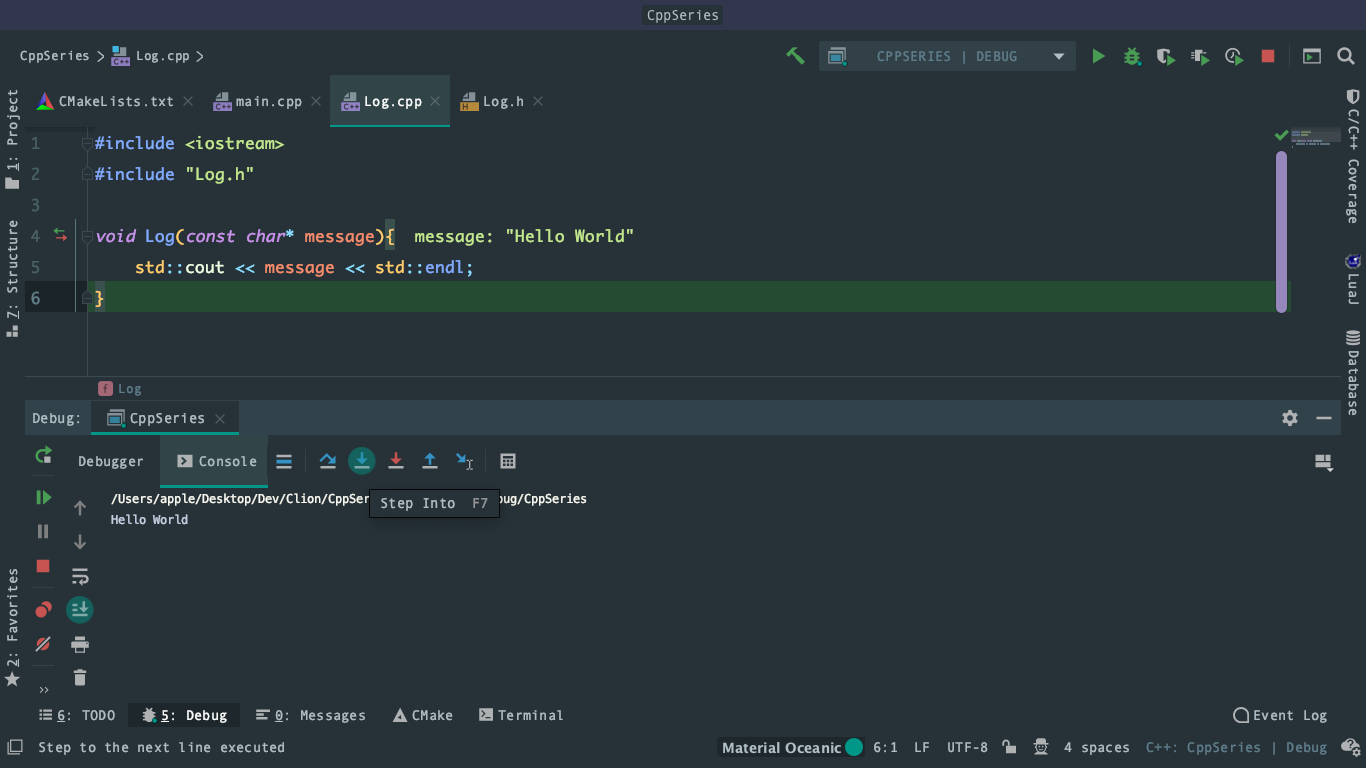 CppSeries
CppSeries > Log.cpp >
CPPSERIES | DEBUG
CMakeLists.txt
main.cpp
Log.cpp
Log.h
1: Project
7: Structure
2: Favorites
1 #include <iostream>
2 #include "Log.h"
3
4 void Log(const char* message){ message: "Hello World"
5 std::cout << message << std::endl;
6 }
C/C++ Coverage
LuaJ
Database
Log
Debug: CppSeries
Debugger Console
/Users/apple/Desktop/Dev/Clion/CppSer ug/CppSeries
Step Into F7
Hello World
6: TODO 5: Debug 0: Messages CMake Terminal Event Log
Step to the next line executed Material Oceanic 6:1 LF UTF-8 4 spaces C++: CppSeries | Debug